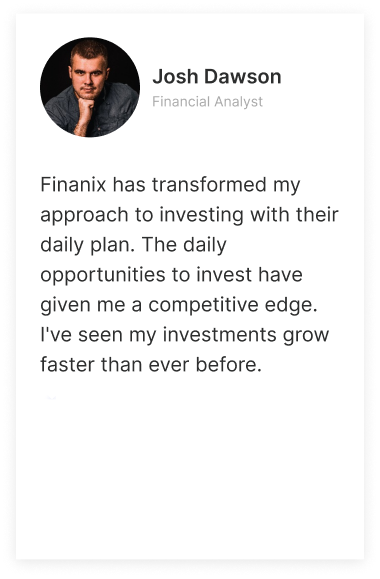 Josh Dawson
Financial Analyst
Finanix has transformed my
approach to investing with their
daily plan. The daily
opportunities to invest have
given me a competitive edge.
I've seen my investments grow
faster than ever before.